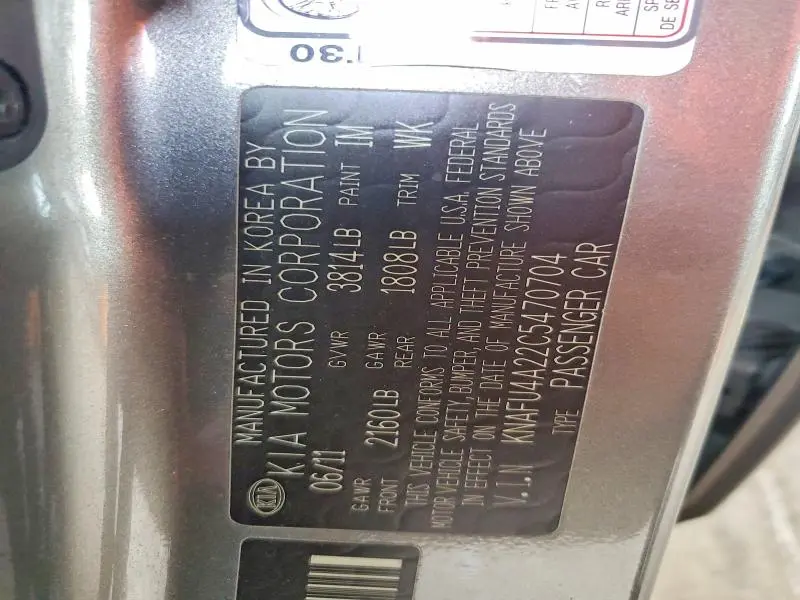 T30
MANUFACTURED IN KOREA BY
KIA KIA MOTORS CORPORATION
06/11 GVWR 3814LB PAINT IM
GAWR FRONT 2160LB GAWR REAR 1808LB TRIM WK
THIS VEHICLE CONFORMS TO ALL APPLICABLE U.S.A. FEDERAL
MOTOR VEHICLE SAFETY, BUMPER, AND THEFT PREVENTION STANDARDS
IN EFFECT ON THE DATE OF MANUFACTURE SHOWN ABOVE
V.I.N KNAFU4A22C5470704
TYPE PASSENGER CAR